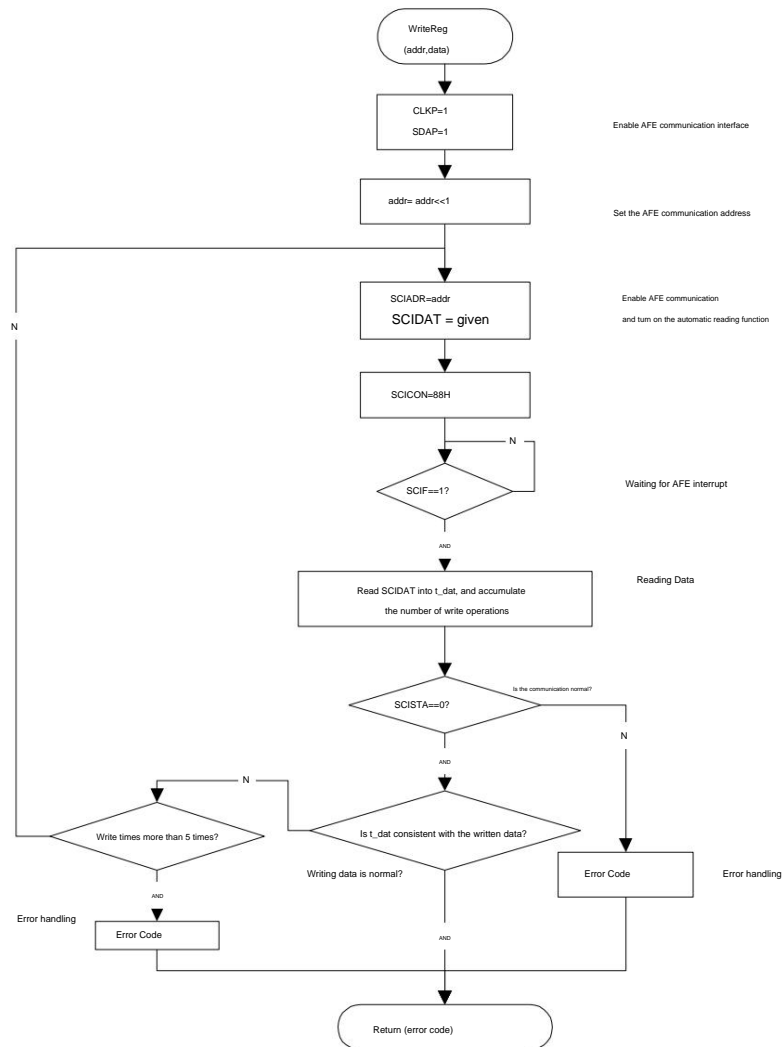 WriteReg
(addr,data)
CLKP=1
SDAP=1
Enable AFE communication interface
addr= addr<<1
Set the AFE communication address
N
SCIADR=addr
SCIDAT = given
Enable AFE communication
and turn on the automatic reading function
SCICON=88H
N
SCIF==1?
Waiting for AFE interrupt
AND
Reading Data
Read SCIDAT into t_dat, and accumulate
the number of write operations
Is the communication normal?
SCISTA==0?
N
AND
N
Write times more than 5 times?
Is t_dat consistent with the written data?
Writing data is normal?
Error Code
Error handling
AND
Error handling
Error Code
AND
Return (error code)